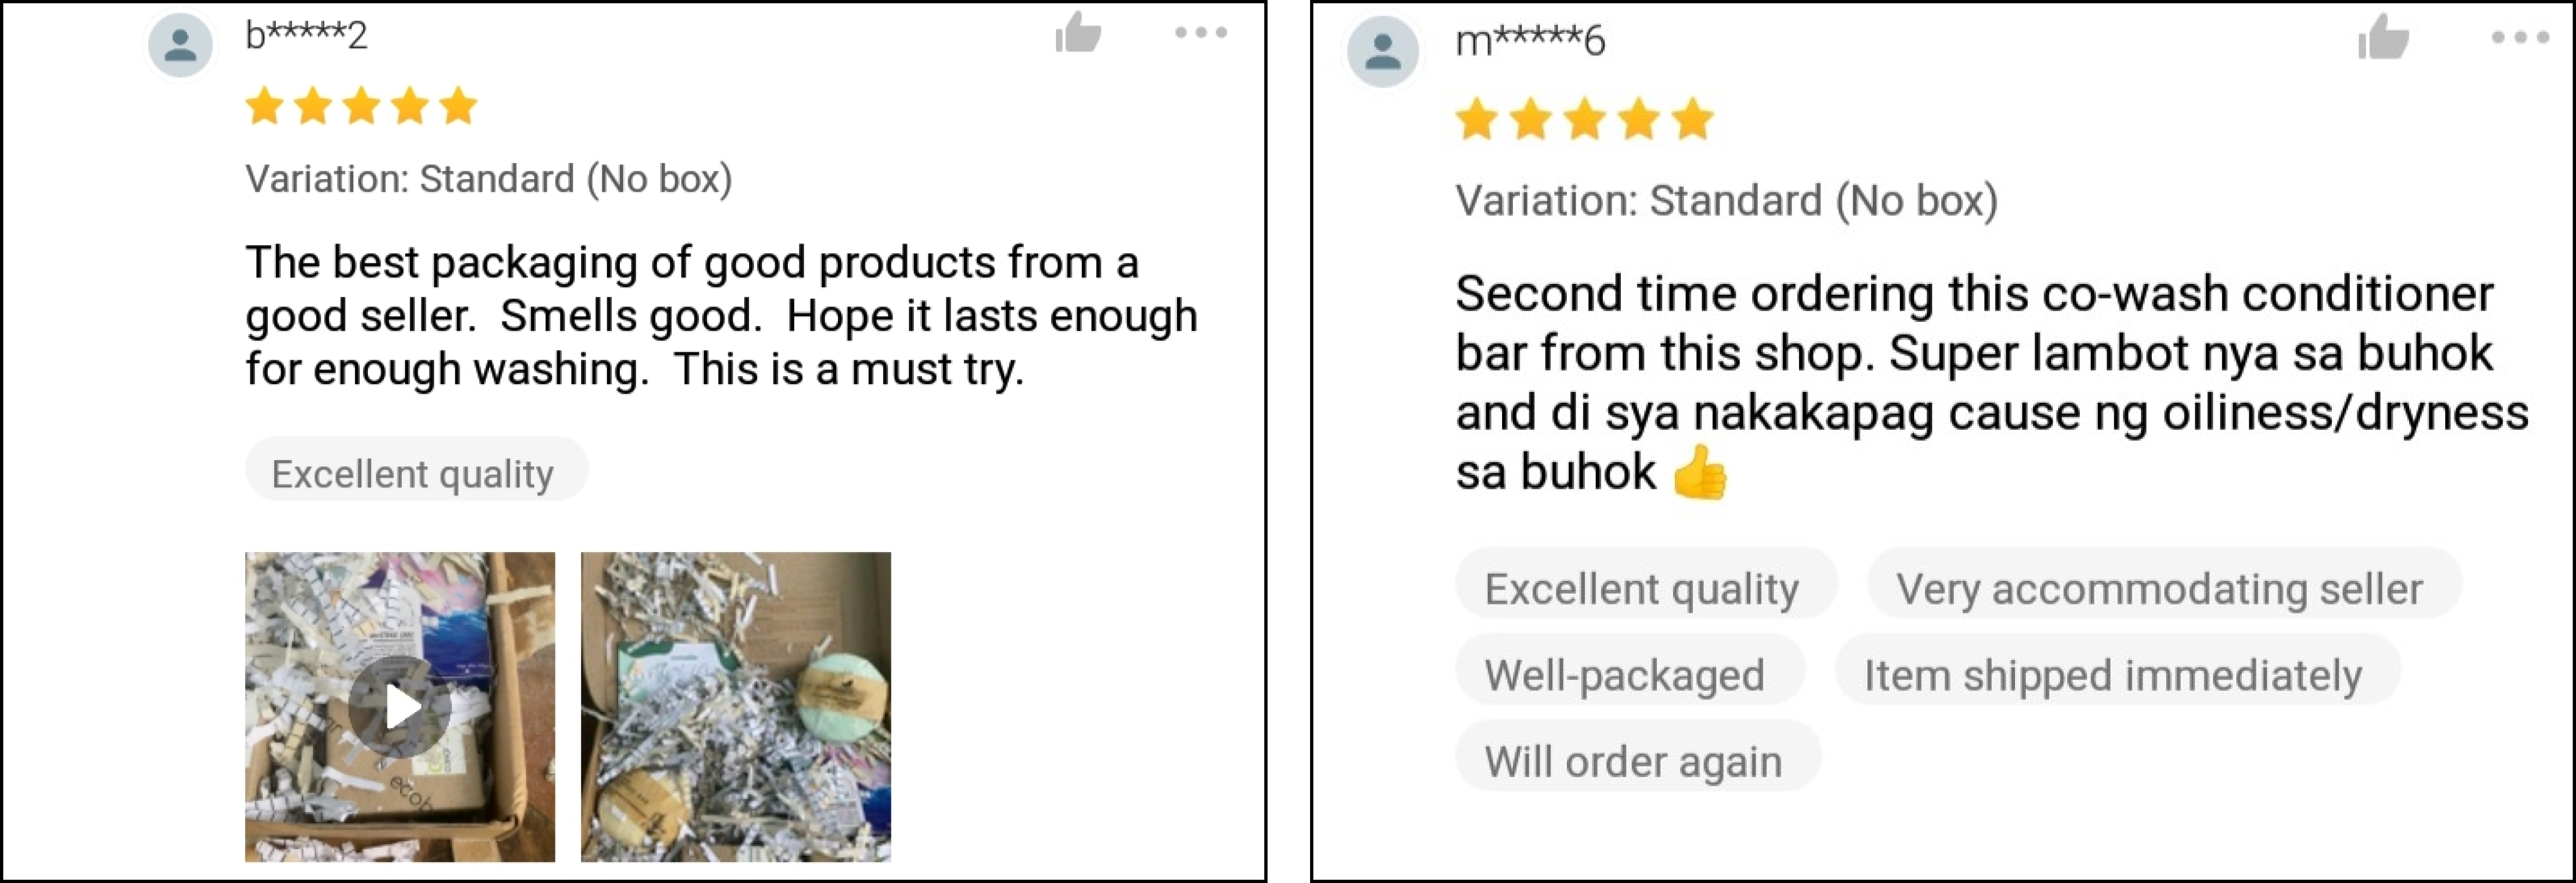 b*****2
Variation: Standard (No box)
The best packaging of good products from a
good seller.  Smells good.  Hope it lasts enough
for enough washing.  This is a must try.
Excellent quality
ecob
m*****6
Variation: Standard (No box)
Second time ordering this co-wash conditioner
bar from this shop. Super lambot nya sa buhok
and di sya nakakapag cause ng oiliness/dryness
sa buhok 👍
Excellent quality
Very accommodating seller
Well-packaged
Item shipped immediately
Will order again